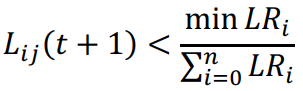 L_{ij}(t + 1) < \frac{\min LR_i}{\sum_{i=0}^{n} LR_i}